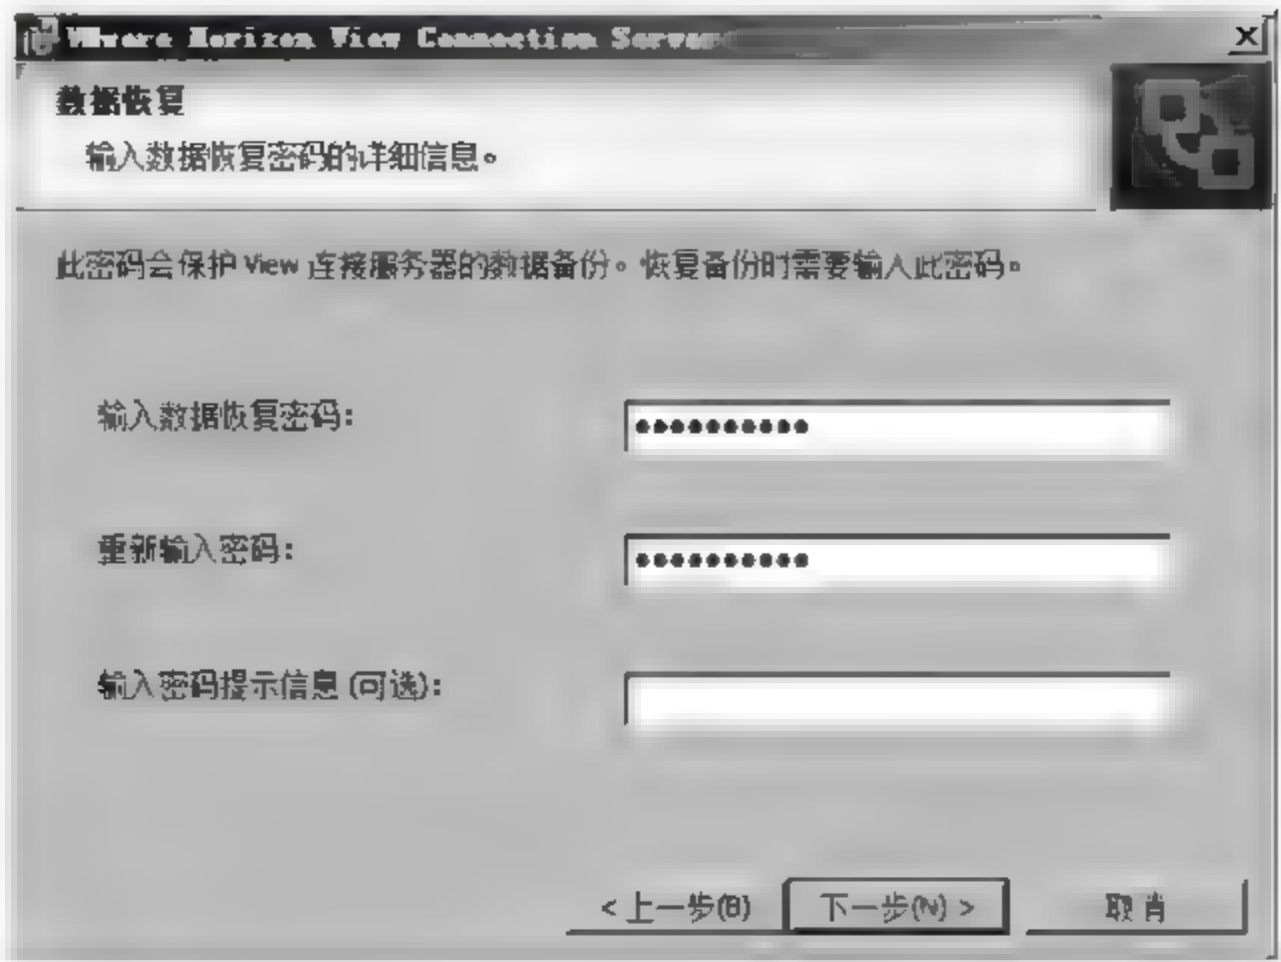 VMware Horizon View Connection Server
数据恢复
输入数据恢复密码的详细信息。
此密码会保护 View 连接服务器的数据备份。恢复备份时需要输入此密码。
输入数据恢复密码:
●●●●●●●●●●
重新输入密码:
●●●●●●●●●●
输入密码提示信息(可选):
<上一步(B) 下一步(N) > 取消